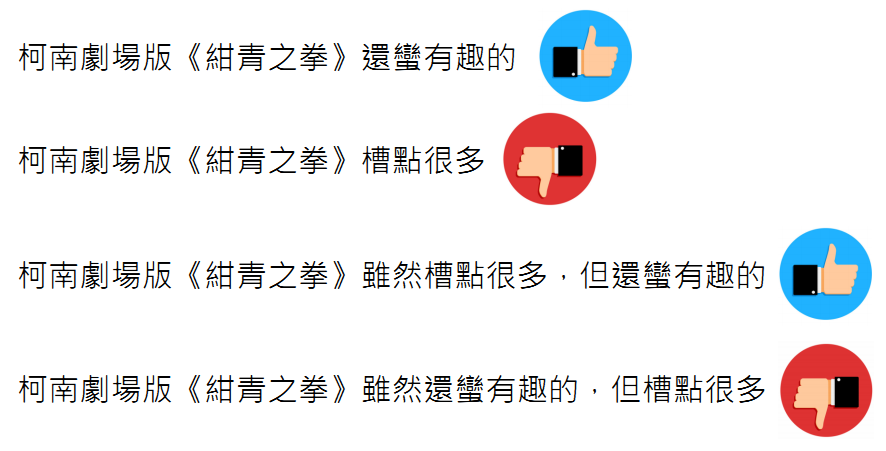 柯南劇場版《紺青之拳》還蠻有趣的
柯南劇場版《紺青之拳》槽點很多
柯南劇場版《紺青之拳》雖然槽點很多，但還蠻有趣的
柯南劇場版《紺青之拳》雖然還蠻有趣的，但槽點很多